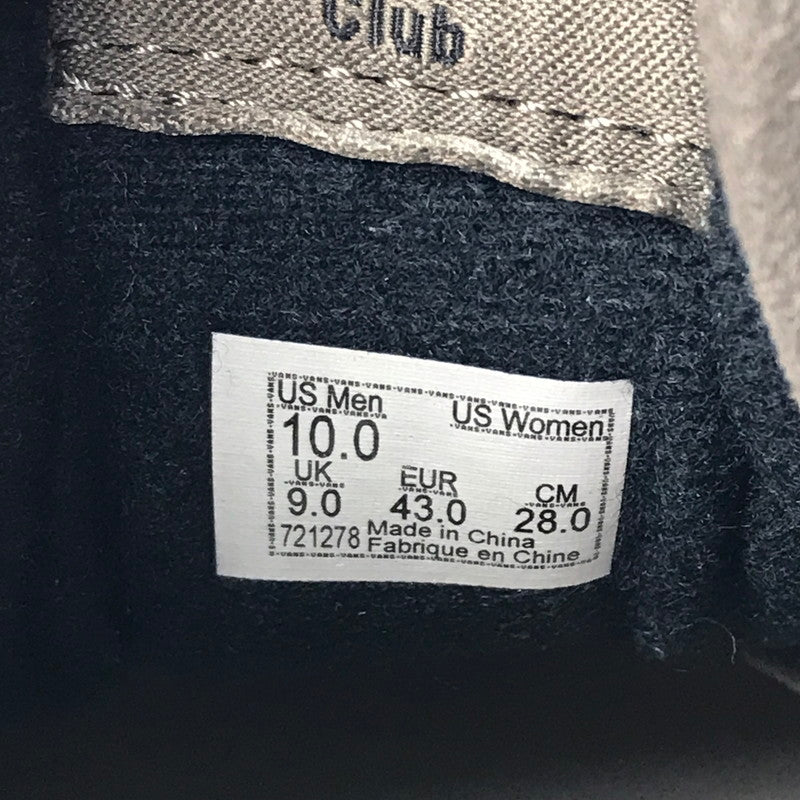 Club
US Men US Women
10.0
UK EUR CM
9.0 43.0 28.0
721278 Made in China
Fabrique en Chine